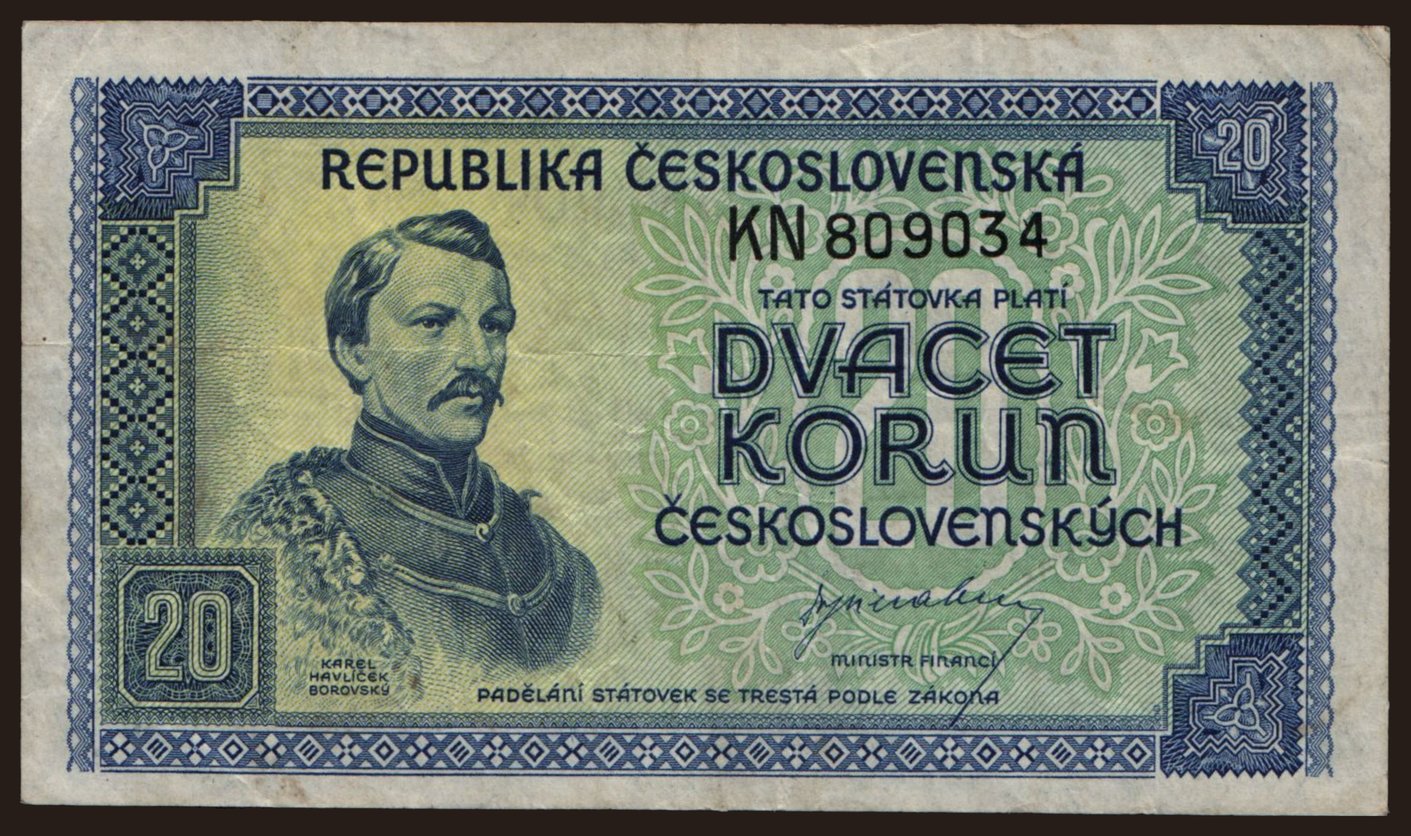 20
REPUBLIKA ČESKOSLOVENSKÁ
KN 809034
TATO STÁTOVKA PLATÍ
DVACET
KORUN
ČESKOSLOVENSKÝCH
20
MINISTR FINANCÍ
20
KAREL
HAVLÍČEK
BOROVSKÝ
PADĚLÁNÍ STÁTOVEK SE TRESTÁ PODLE ZÁKONA